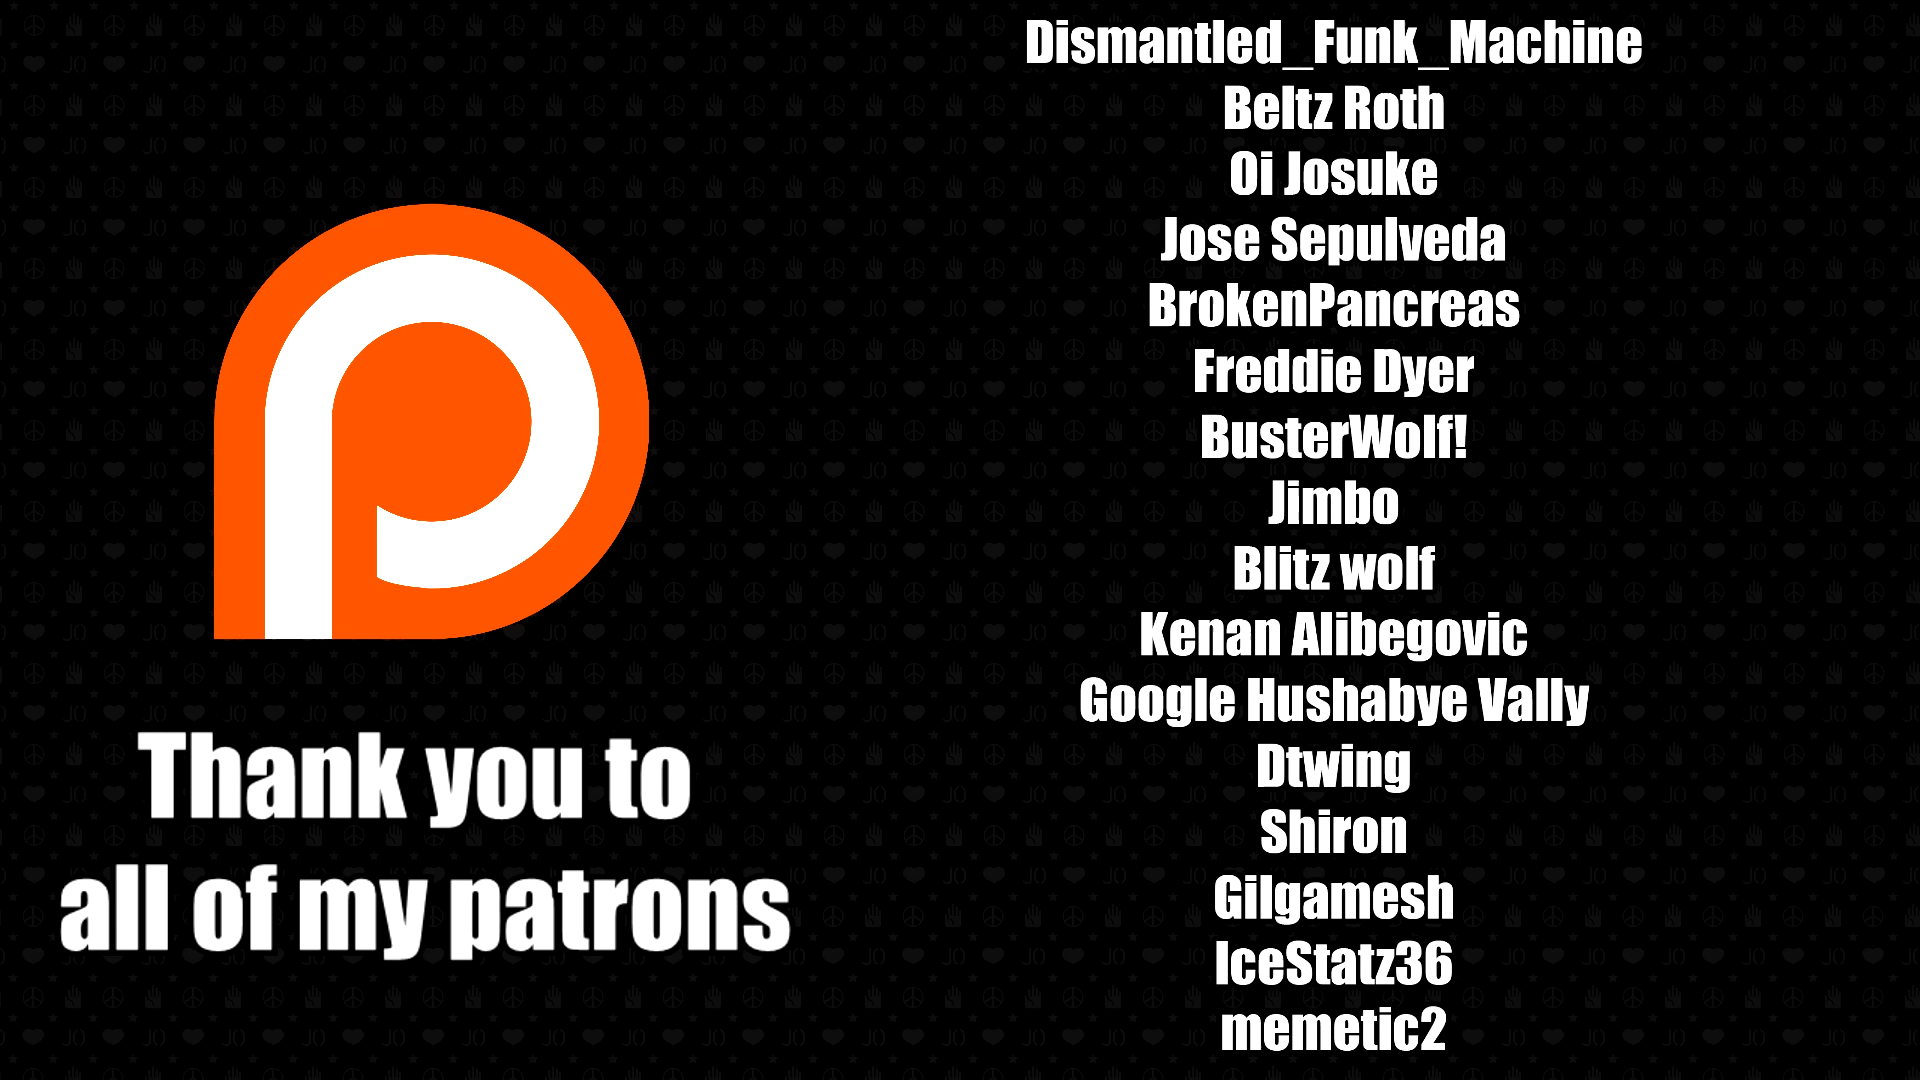 Thank you to
all of my patrons
Dismantled_Funk_Machine
Beltz Roth
Oi Josuke
Jose Sepulveda
BrokenPancreas
Freddie Dyer
BusterWolf!
Jimbo
Blitz wolf
Kenan Alibegovic
Google Hushabye Vally
Dtwing
Shiron
Gilgamesh
IceStatz36
memetic2